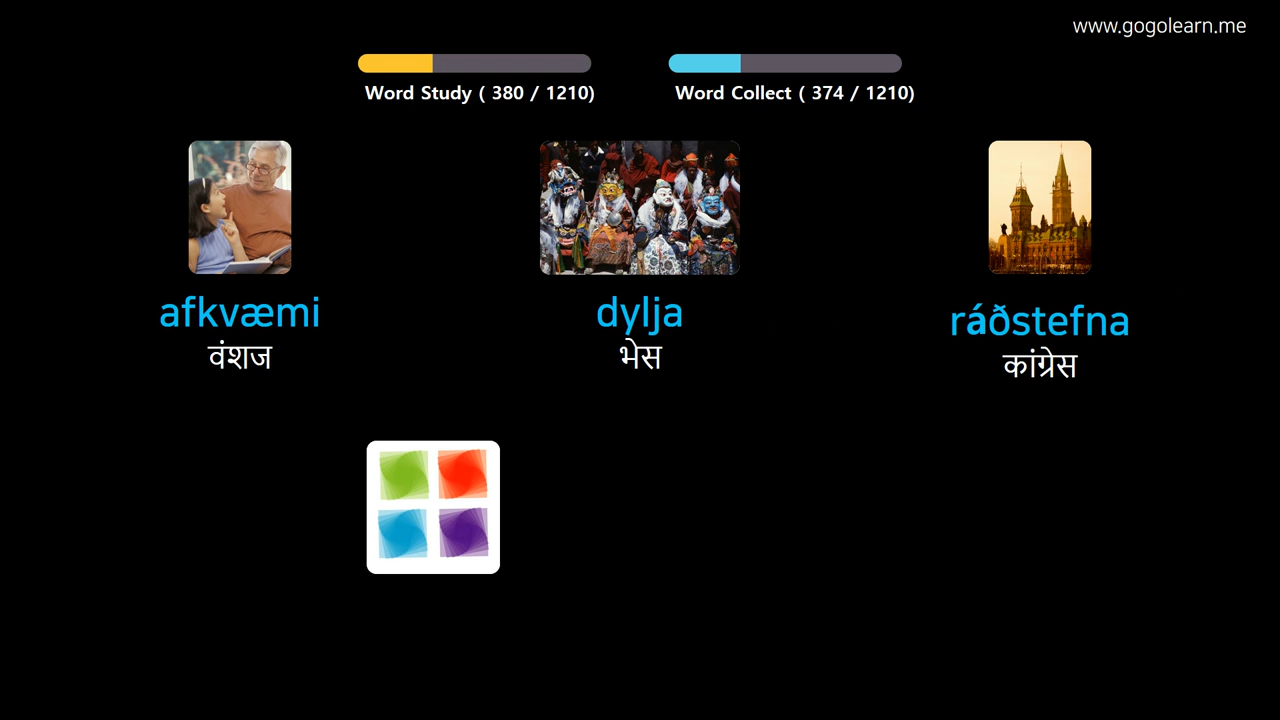 www.gogolearn.me
Word Study ( 380 / 1210)
Word Collect ( 374 / 1210)
afkvæmi
वंशज
dylja
भेस
ráðstefna
कांग्रेस